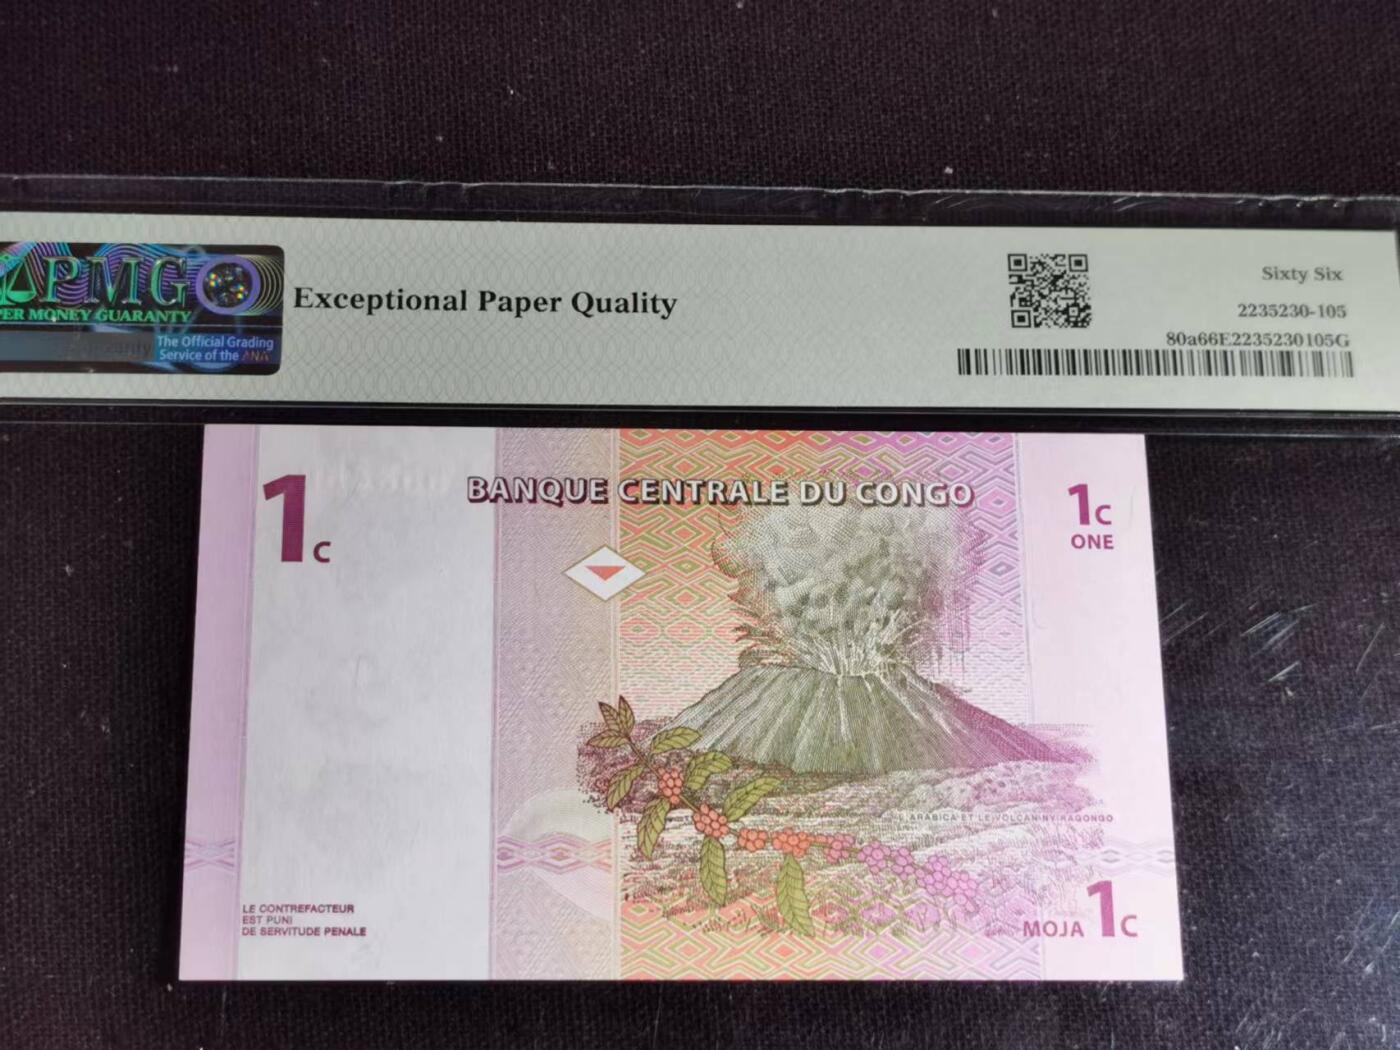 PMG
PER MONEY GUARANTY
The Official Grading
Service of the ANA
Exceptional Paper Quality
Sixty Six
2235230-105
80a66E2235230105G
BANQUE CENTRALE DU CONGO
1C
1C
ONE
L'ARABICA ET LE VOLCAN NYIRAGONGO
LE CONTREFACTEUR
EST PUNI
DE SERVITUDE PENALE
MOJA 1C